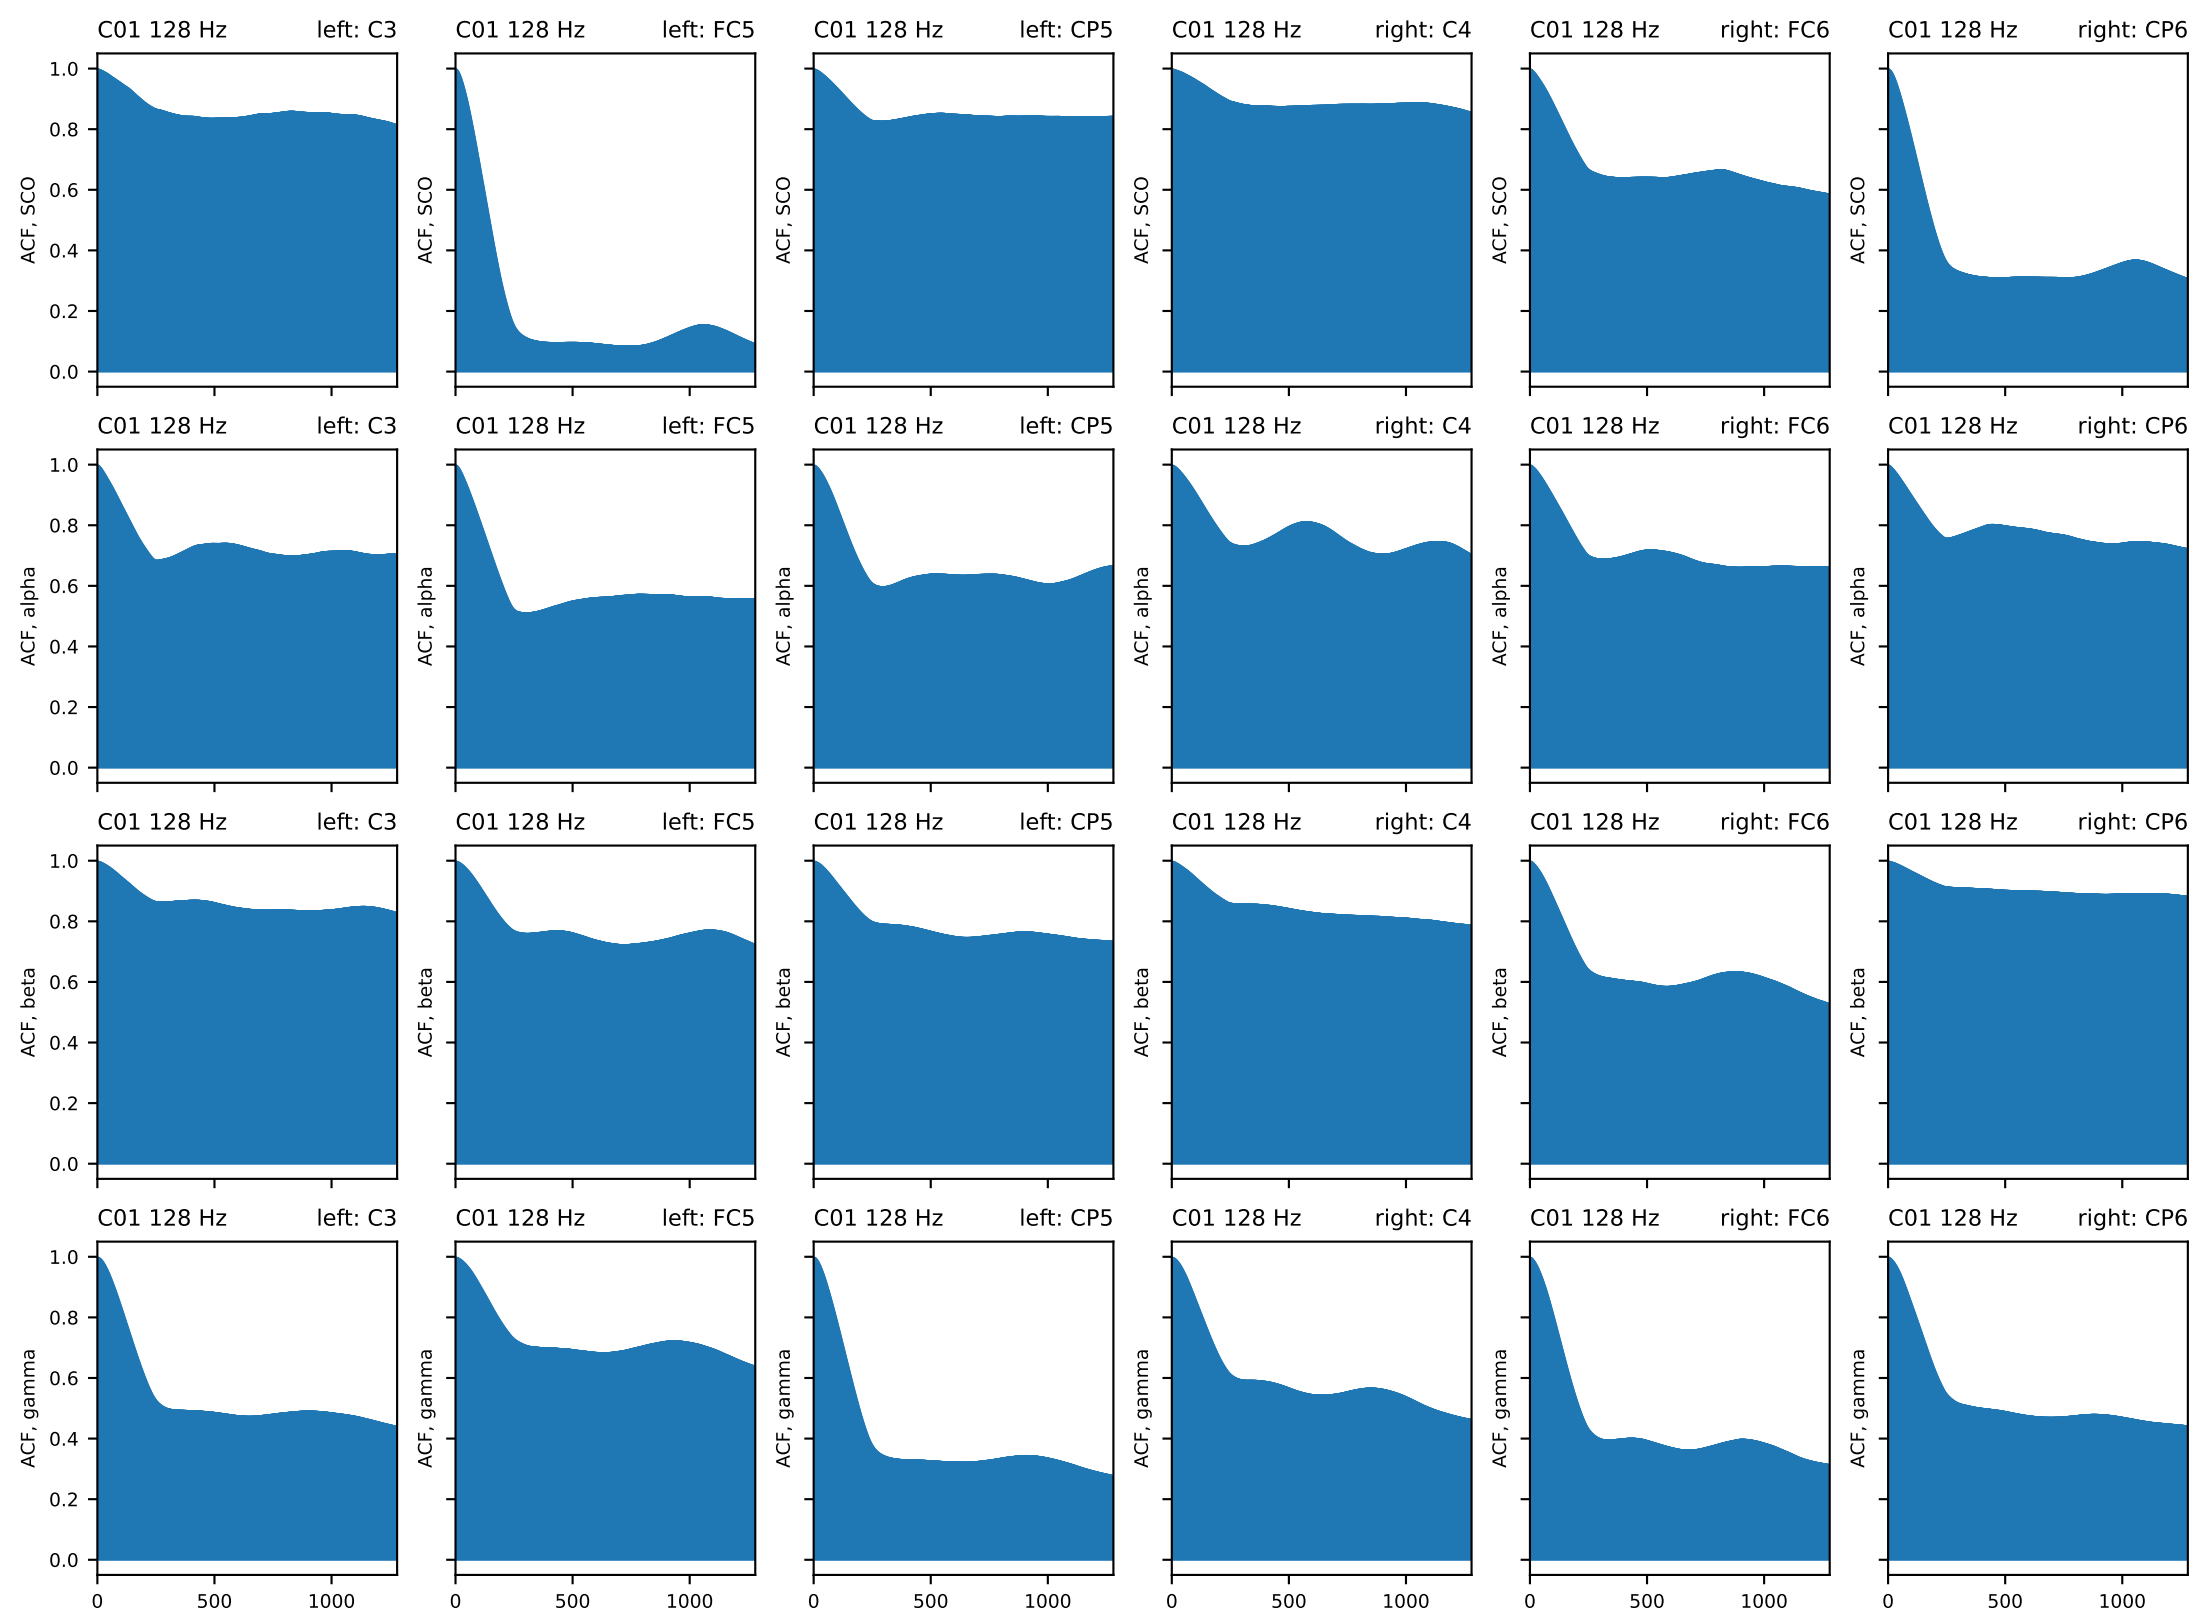 C01 128 Hz left: C3 C01 128 Hz left: FC5 C01 128 Hz left: CP5 C01 128 Hz right: C4 C01 128 Hz right: FC6 C01 128 Hz right: CP6
1.0
0.8
0.6
0.4
0.2
0.0
ACF, SCO ACF, SCO ACF, SCO ACF, SCO ACF, SCO ACF, SCO
C01 128 Hz left: C3 C01 128 Hz left: FC5 C01 128 Hz left: CP5 C01 128 Hz right: C4 C01 128 Hz right: FC6 C01 128 Hz right: CP6
1.0
0.8
0.6
0.4
0.2
0.0
ACF, alpha ACF, alpha ACF, alpha ACF, alpha ACF, alpha ACF, alpha
C01 128 Hz left: C3 C01 128 Hz left: FC5 C01 128 Hz left: CP5 C01 128 Hz right: C4 C01 128 Hz right: FC6 C01 128 Hz right: CP6
1.0
0.8
0.6
0.4
0.2
0.0
ACF, beta ACF, beta ACF, beta ACF, beta ACF, beta ACF, beta
C01 128 Hz left: C3 C01 128 Hz left: FC5 C01 128 Hz left: CP5 C01 128 Hz right: C4 C01 128 Hz right: FC6 C01 128 Hz right: CP6
1.0
0.8
0.6
0.4
0.2
0.0
ACF, gamma ACF, gamma ACF, gamma ACF, gamma ACF, gamma ACF, gamma
0 500 1000 0 500 1000 0 500 1000 0 500 1000 0 500 1000 0 500 1000